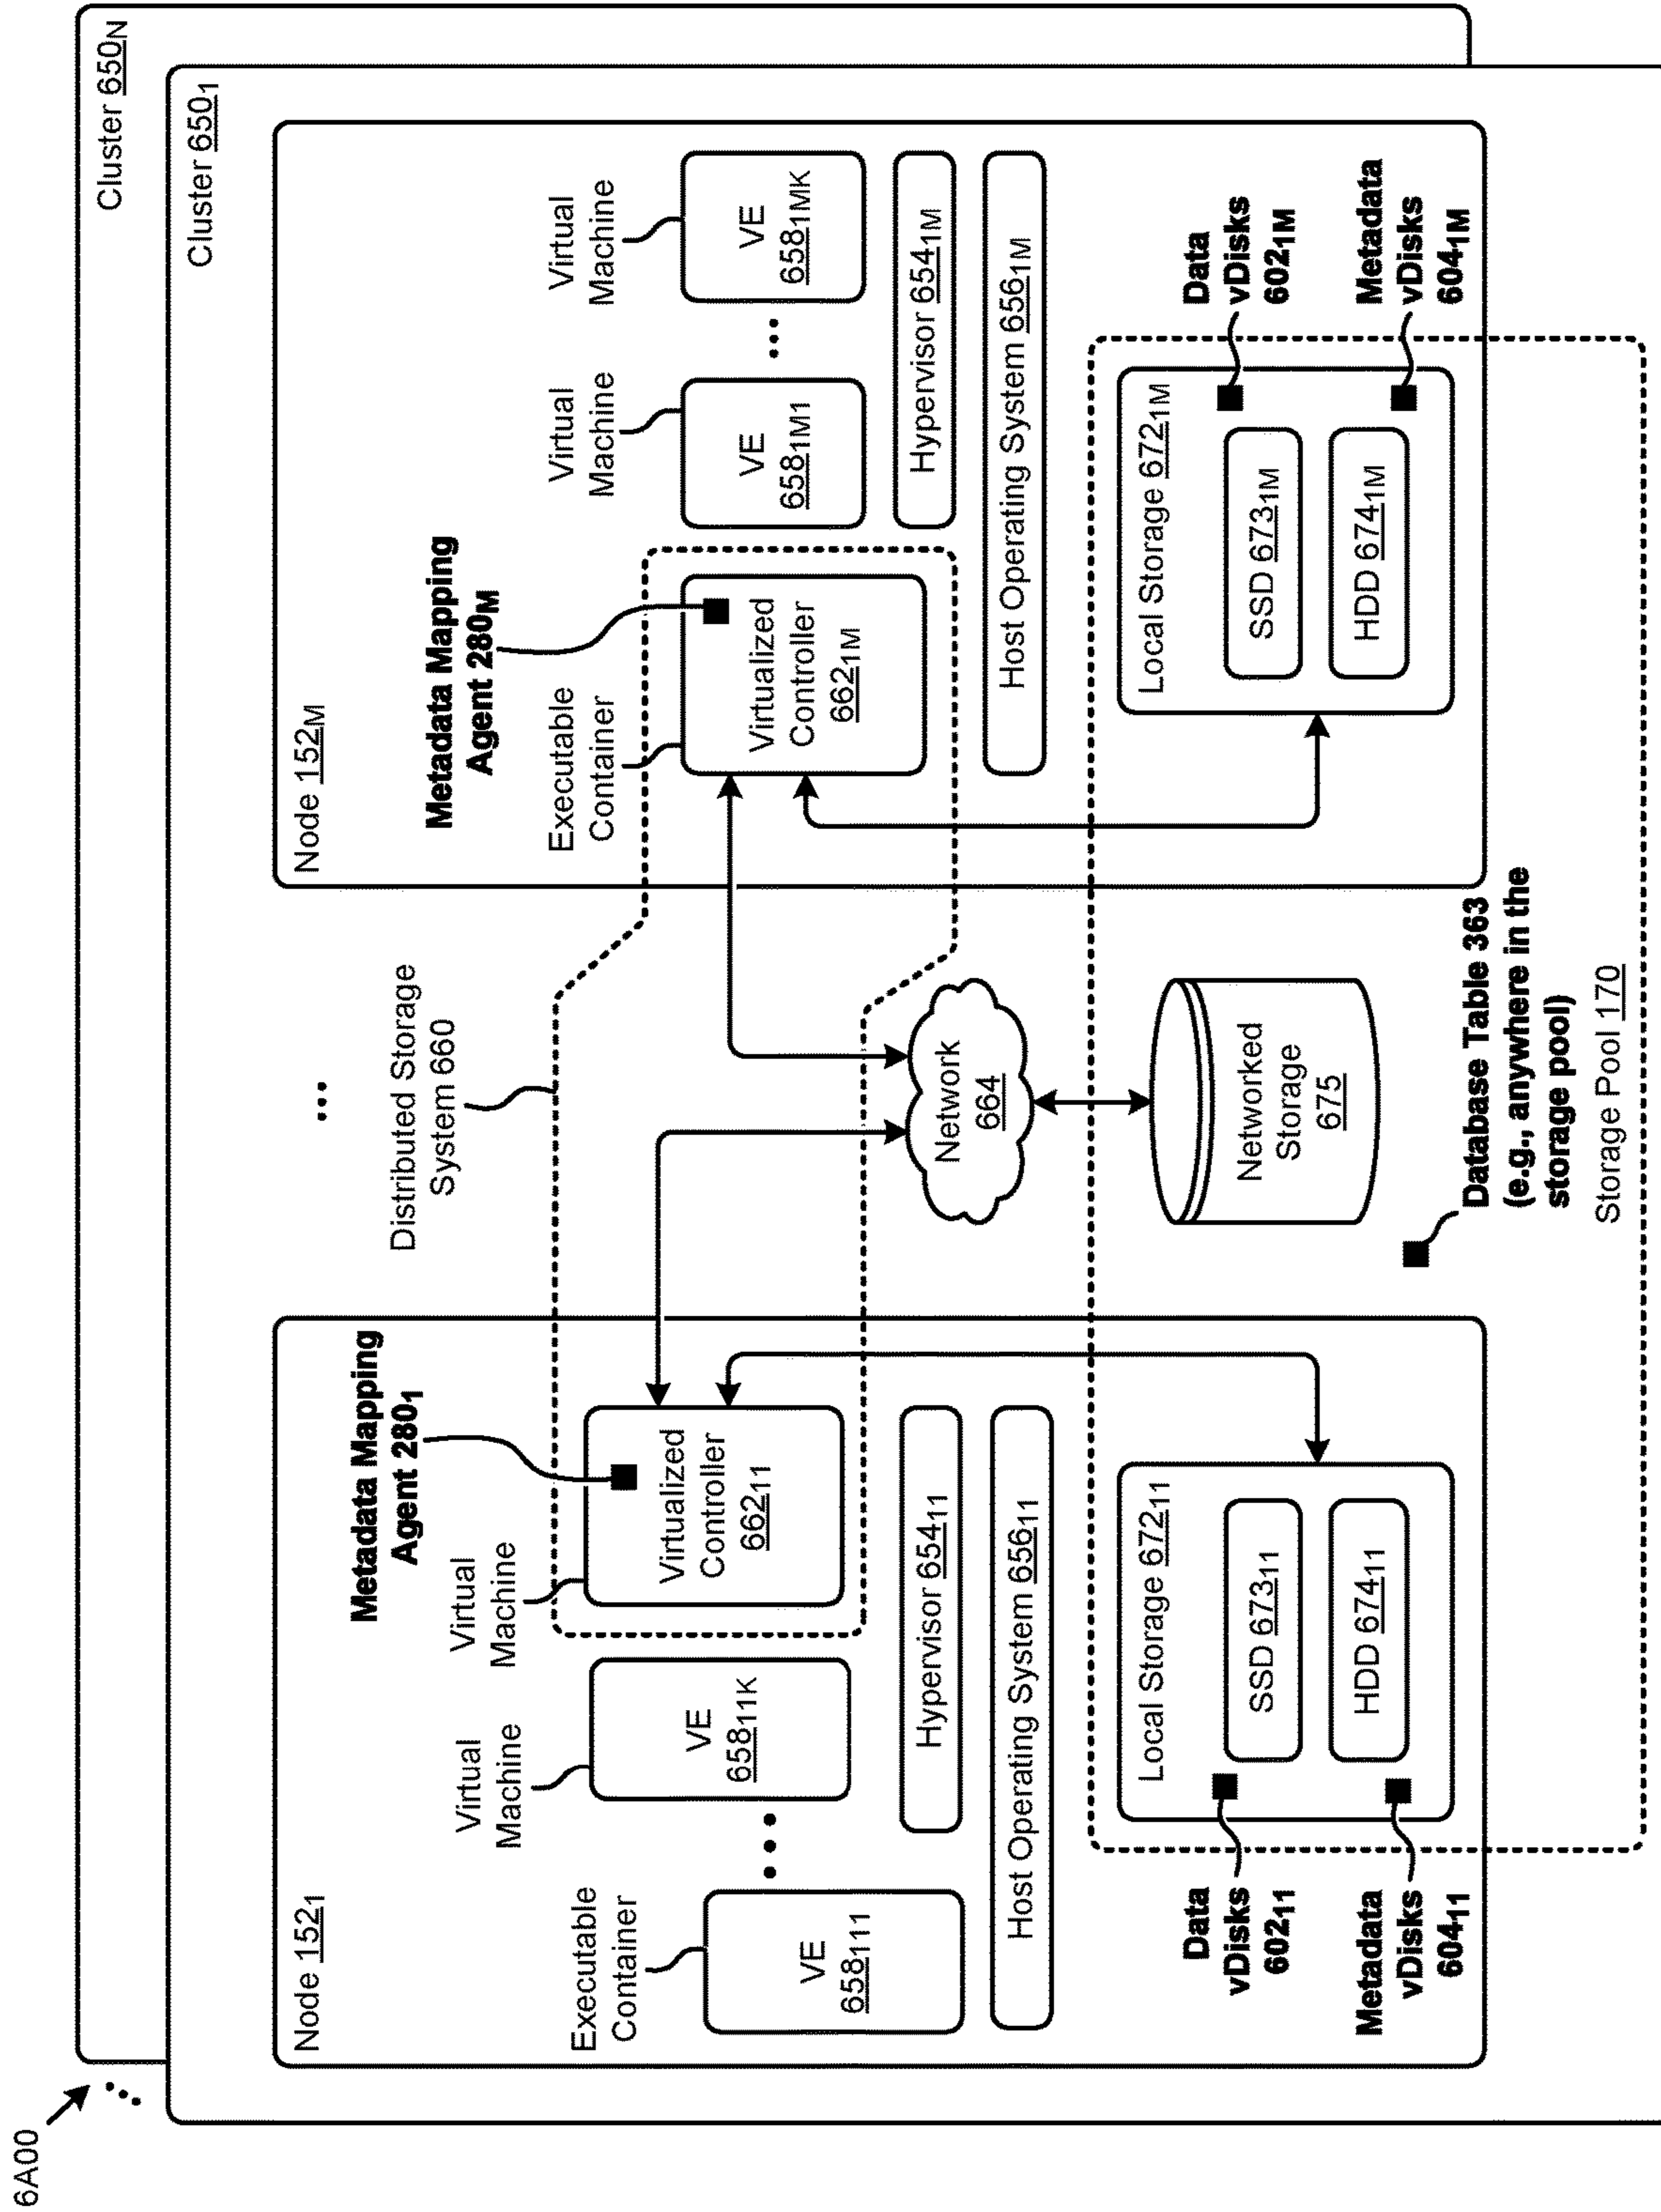 6A00
Cluster 650N
Cluster 6501
Node 1521
Metadata Mapping
Agent 2801
Executable
Container
VE
658111
Virtual
Machine
VE
65811K
Virtual
Machine
Virtualized
Controller
66211
Hypervisor 65411
Host Operating System 65611
Local Storage 67211
SSD 67311
HDD 67411
Data
vDisks
60211
Metadata
vDisks
60411
Distributed Storage
System 660
Network
664
Networked
Storage
675
Database Table 363
(e.g., anywhere in the
storage pool)
Storage Pool 170
Node 152M
Metadata Mapping
Agent 280M
Executable
Container
Virtualized
Controller
6621M
Virtual
Machine
VE
6581M1
Virtual
Machine
VE
6581MK
Hypervisor 6541M
Host Operating System 6561M
Local Storage 6721M
SSD 6731M
HDD 6741M
Data
vDisks
6021M
Metadata
vDisks
6041M